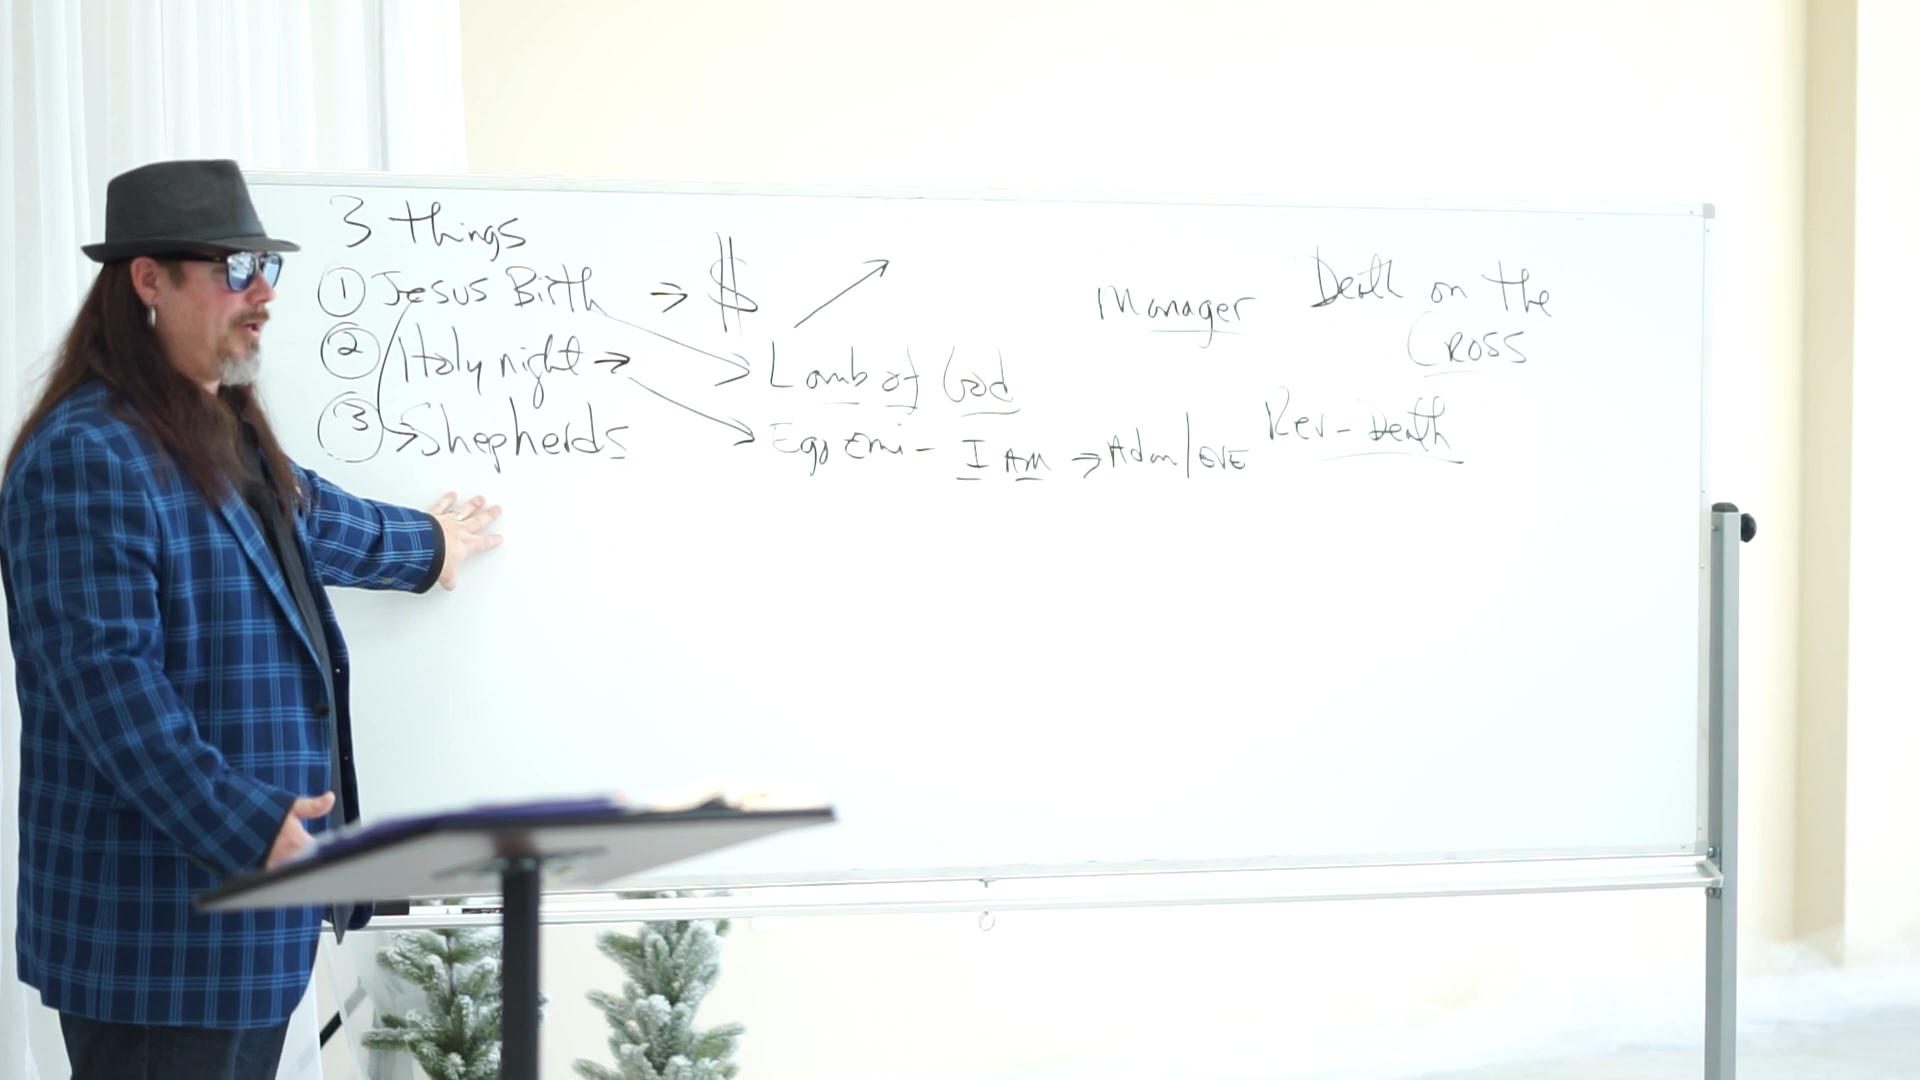 3 things
① Jesus Birth → $
② Holy night →
③ → Shepherds
Lamb of God
Ego Emi - I AM → Adam/EVE
Manager
Death on the
CROSS
Rev - Death